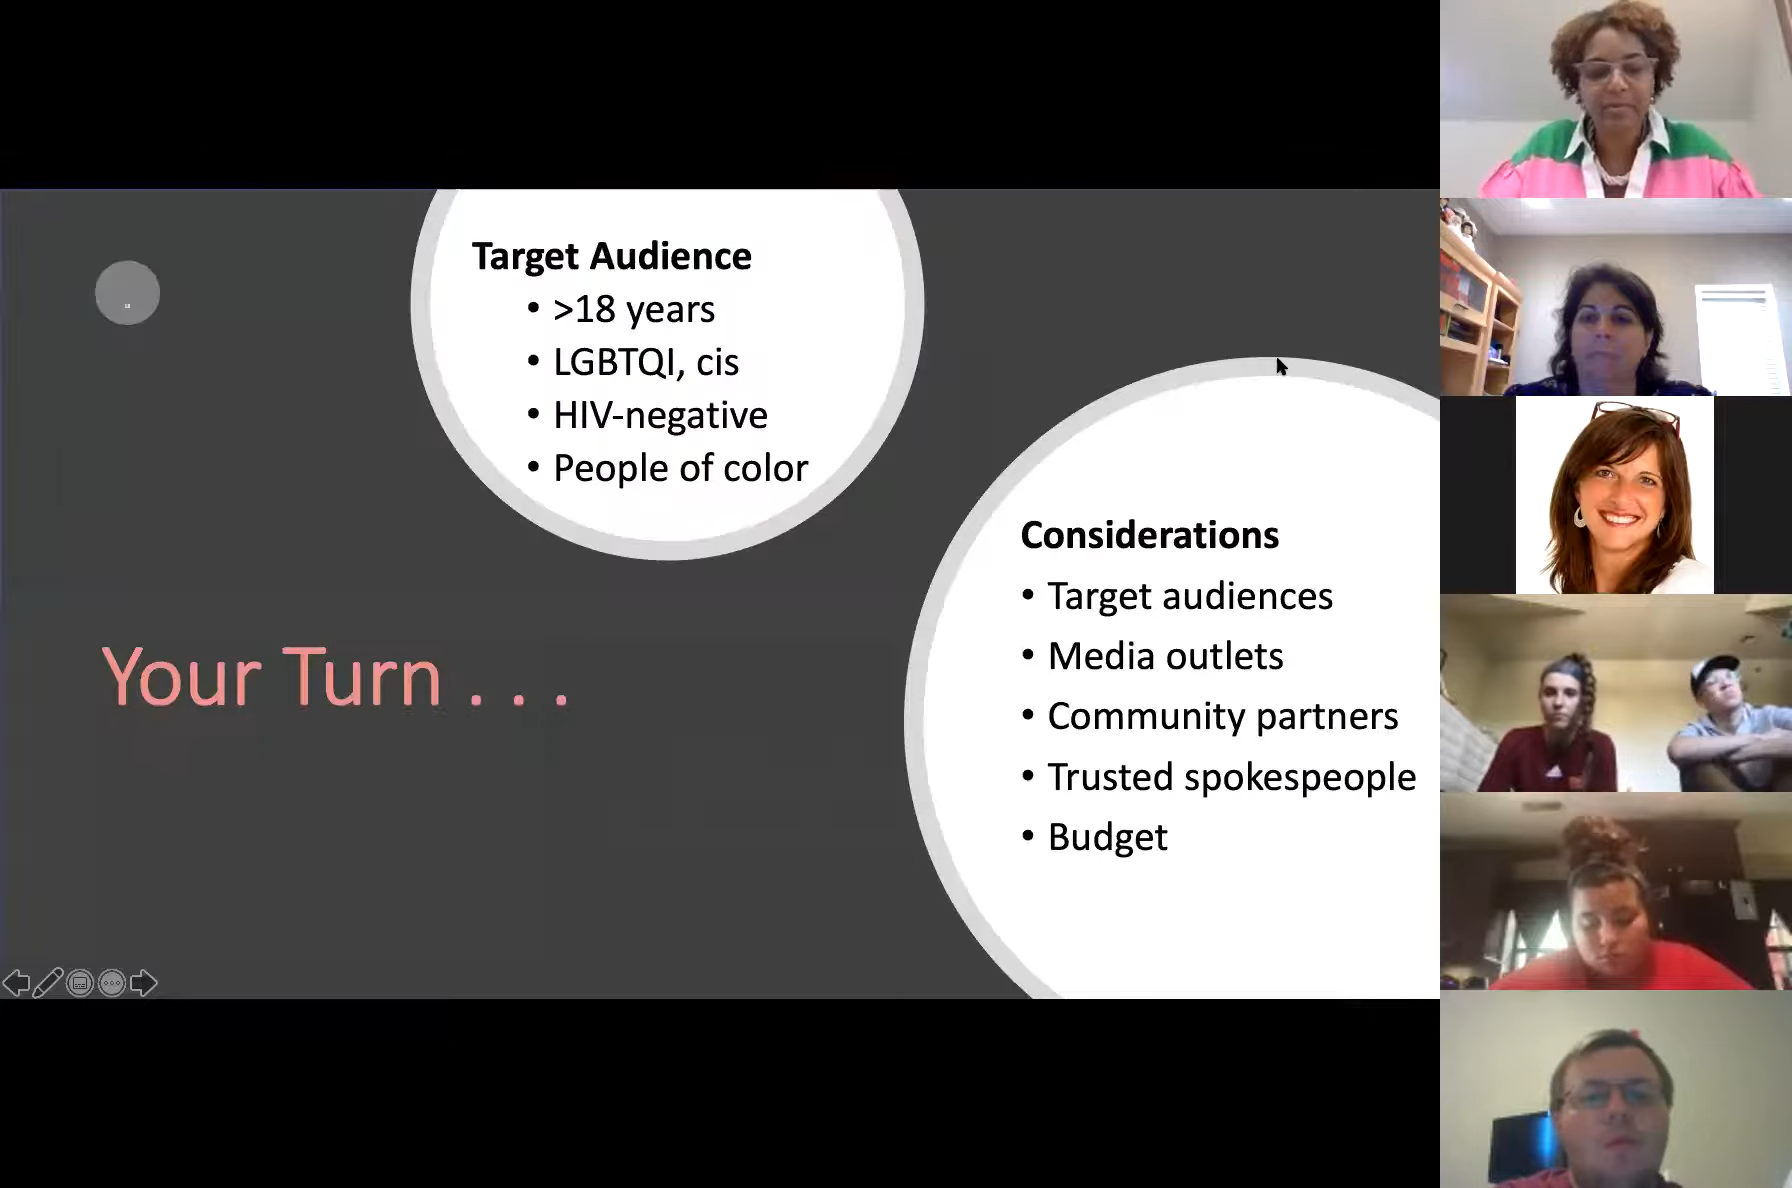 Target Audience
• >18 years
• LGBTQI, cis
• HIV-negative
• People of color
Your Turn . . .
Considerations
• Target audiences
• Media outlets
• Community partners
• Trusted spokespeople
• Budget